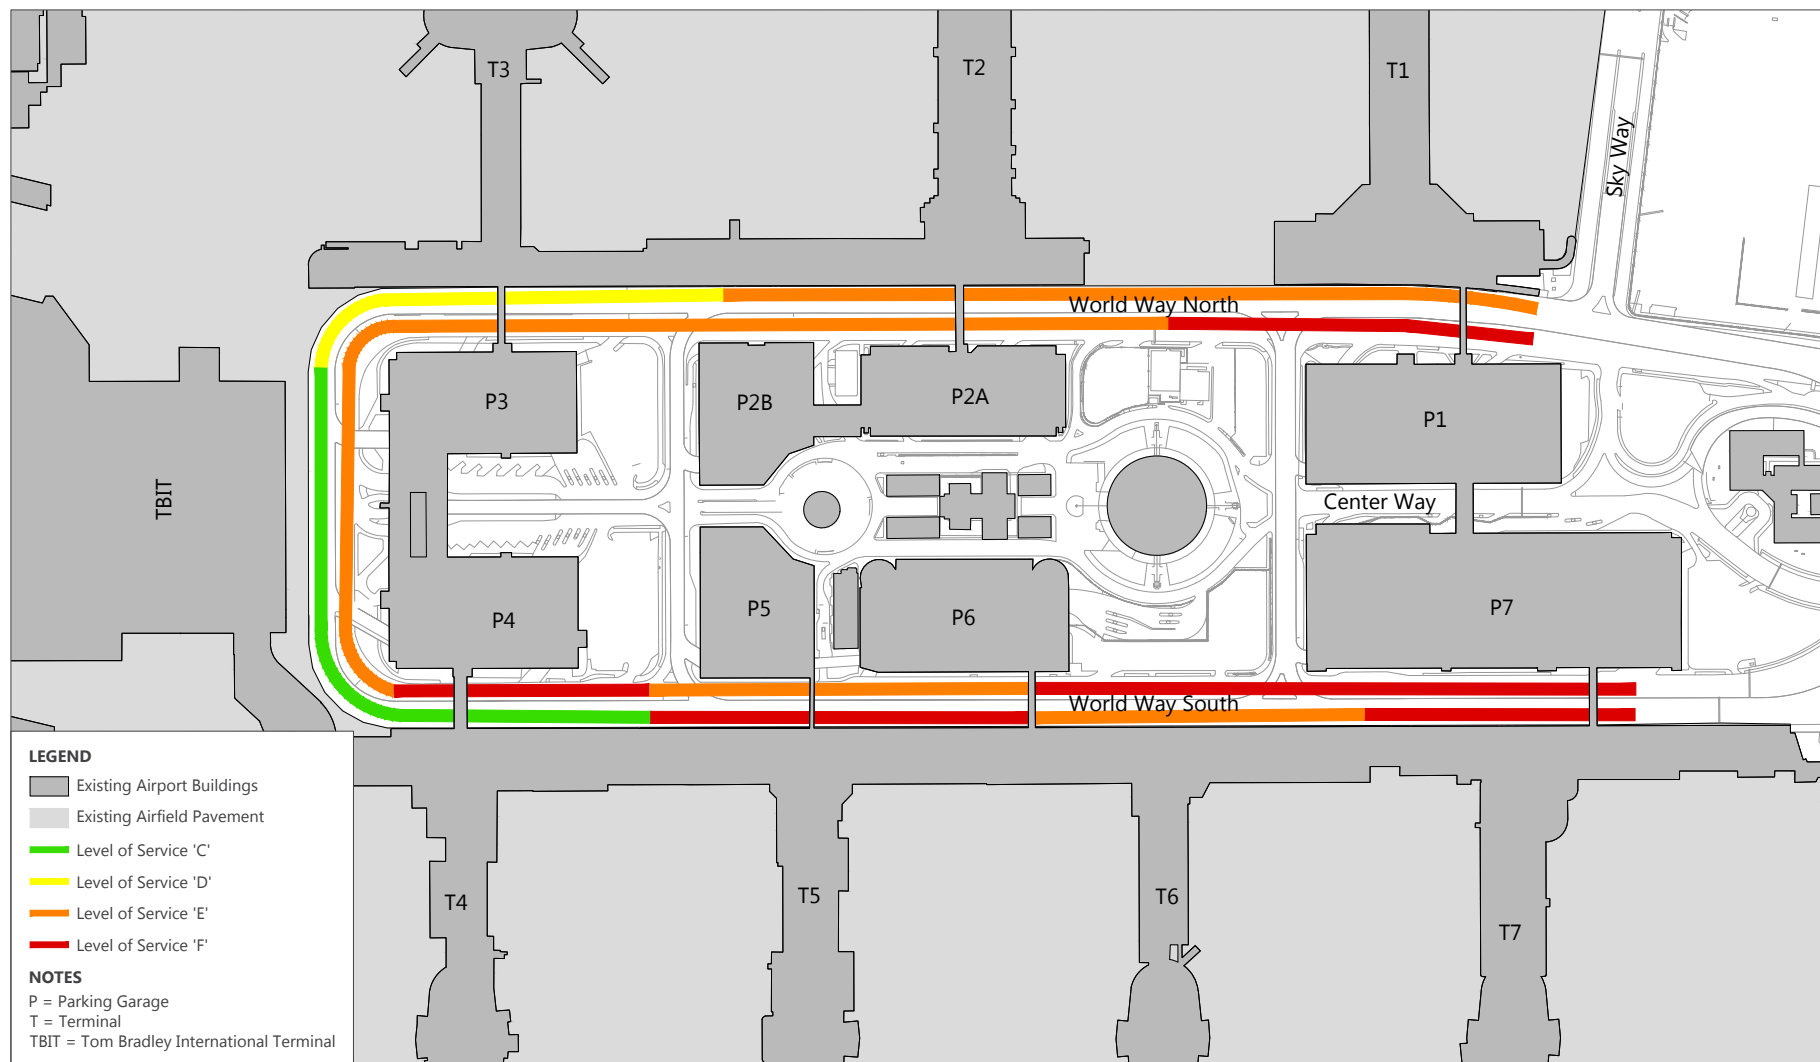 T3
T2
T1
Sky Way
World Way North
P3
P2B
P2A
P1
TBIT
Center Way
P4
P5
P6
P7
World Way South
T4
T5
T6
T7
LEGEND
Existing Airport Buildings
Existing Airfield Pavement
Level of Service 'C'
Level of Service 'D'
Level of Service 'E'
Level of Service 'F'
NOTES
P = Parking Garage
T = Terminal
TBIT = Tom Bradley International Terminal